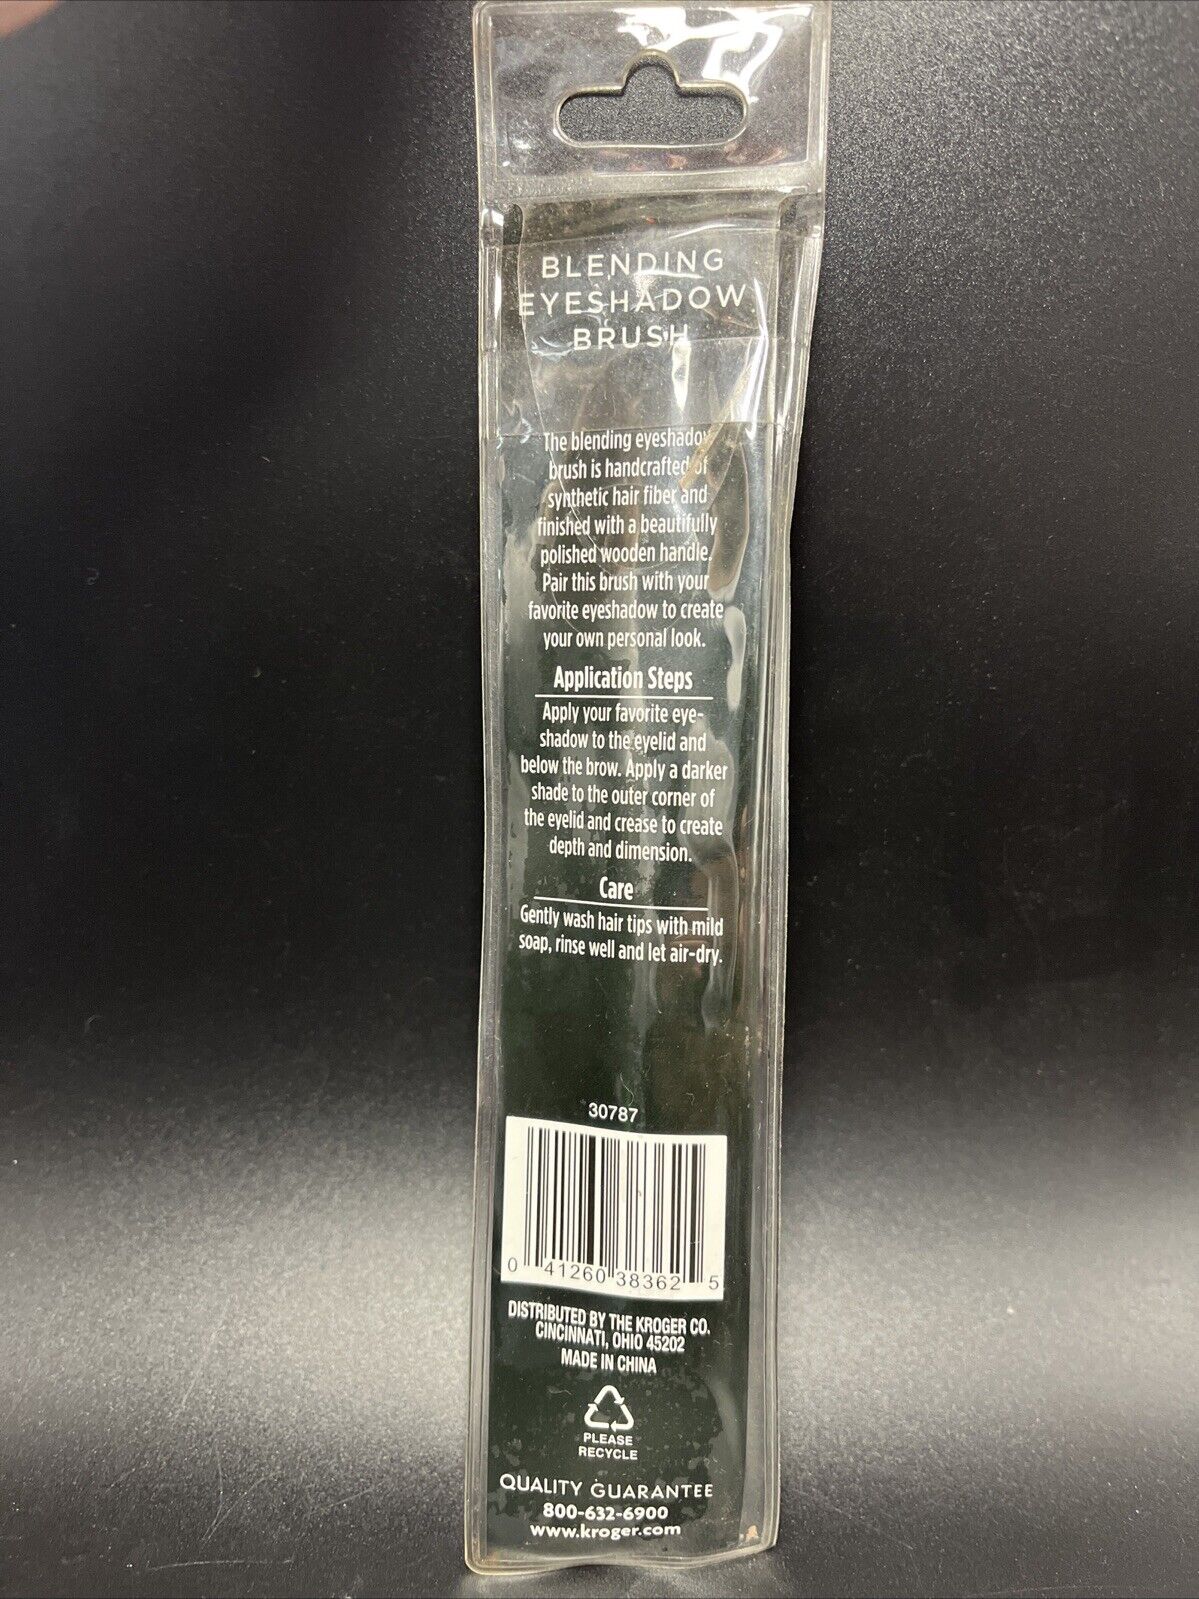 BLENDING
EYESHADOW
BRUSH
The blending eyeshadow
brush is handcrafted of
synthetic hair fiber and
finished with a beautifully
polished wooden handle.
Pair this brush with your
favorite eyeshadow to create
your own personal look.
Application Steps
Apply your favorite eye-
shadow to the eyelid and
below the brow. Apply a darker
shade to the outer corner of
the eyelid and crease to create
depth and dimension.
Care
Gently wash hair tips with mild
soap, rinse well and let air-dry.
30787
0 41260 38362 5
DISTRIBUTED BY THE KROGER CO.
CINCINNATI, OHIO 45202
MADE IN CHINA
PLEASE
RECYCLE
QUALITY GUARANTEE
800-632-6900
www.kroger.com